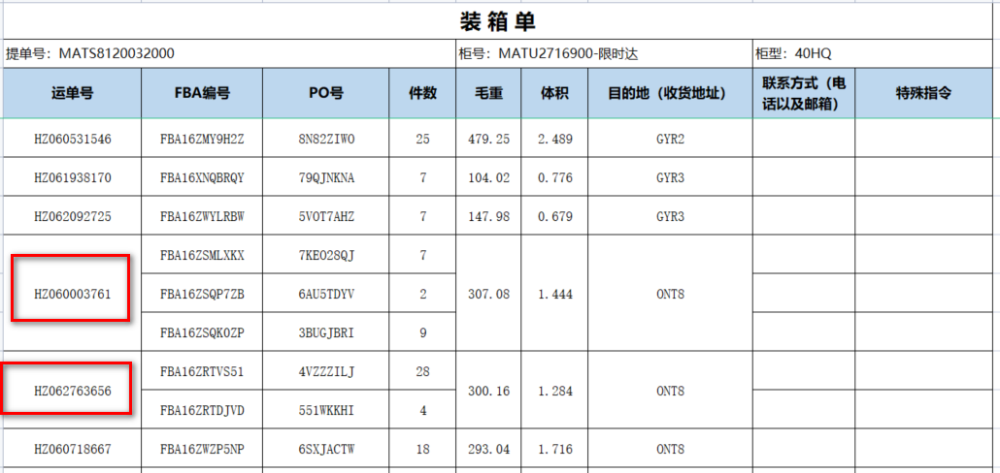 装 箱 单
提单号：MATS8120032000 柜号：MATU2716900-限时达 柜型：40HQ
运单号 FBA编号 PO号 件数 毛重 体积 目的地（收货地址） 联系方式（电话以及邮箱） 特殊指令
HZ060531546 FBA16ZMY9H2Z 8N82ZIWO 25 479.25 2.489 GYR2
HZ061938170 FBA16XNQBRQY 79QJNKNA 7 104.02 0.776 GYR3
HZ062092725 FBA16ZWYLRBW 5VOT7AHZ 7 147.98 0.679 GYR3
FBA16ZSMLXKX 7KEO28QJ 7
HZ060003761 FBA16ZSQP7ZB 6AU5TDYV 2 307.08 1.444 ONT8
FBA16ZSQK0ZP 3BUGJBRI 9
FBA16ZRTVS51 4VZZZILJ 28
HZ062763656 300.16 1.284 ONT8
FBA16ZRTDJVD 551WKKHI 4
HZ060718667 FBA16ZWZP5NP 6SXJACTW 18 293.04 1.716 ONT8